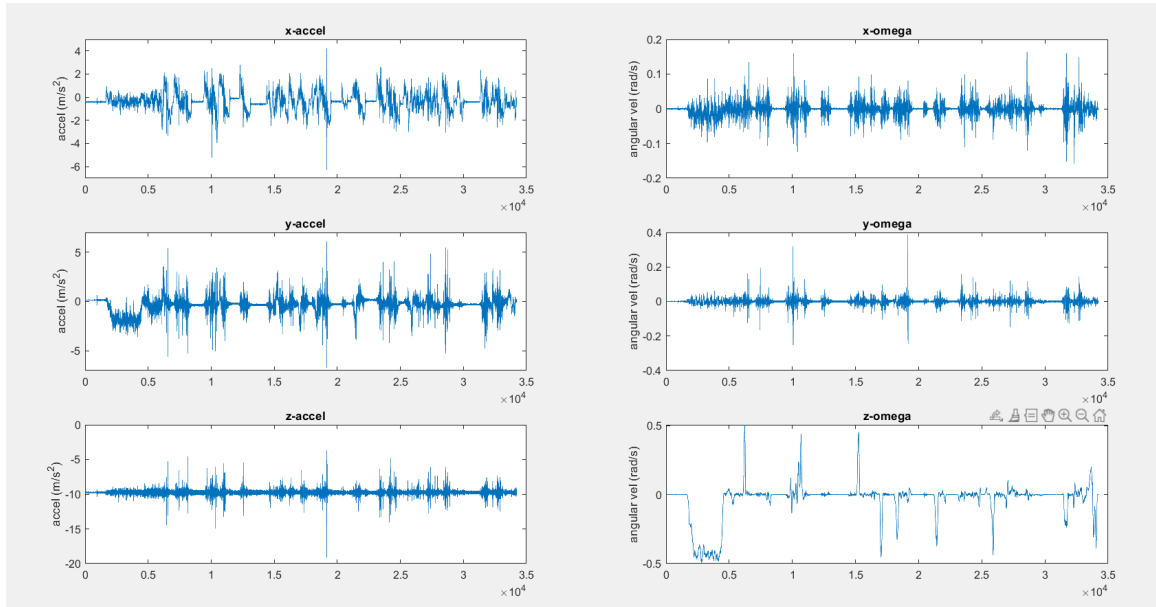 x-accel
accel (m/s²)
4
2
0
-2
-4
-6
0 0.5 1 1.5 2 2.5 3 3.5
×10⁴
x-omega
angular vel (rad/s)
0.2
0.1
0
-0.1
-0.2
0 0.5 1 1.5 2 2.5 3 3.5
×10⁴
y-accel
accel (m/s²)
5
0
-5
0 0.5 1 1.5 2 2.5 3 3.5
×10⁴
y-omega
angular vel (rad/s)
0.4
0.2
0
-0.2
-0.4
0 0.5 1 1.5 2 2.5 3 3.5
×10⁴
z-accel
accel (m/s²)
0
-5
-10
-15
-20
0 0.5 1 1.5 2 2.5 3 3.5
×10⁴
z-omega
angular vel (rad/s)
0.5
0
-0.5
0 0.5 1 1.5 2 2.5 3 3.5
×10⁴